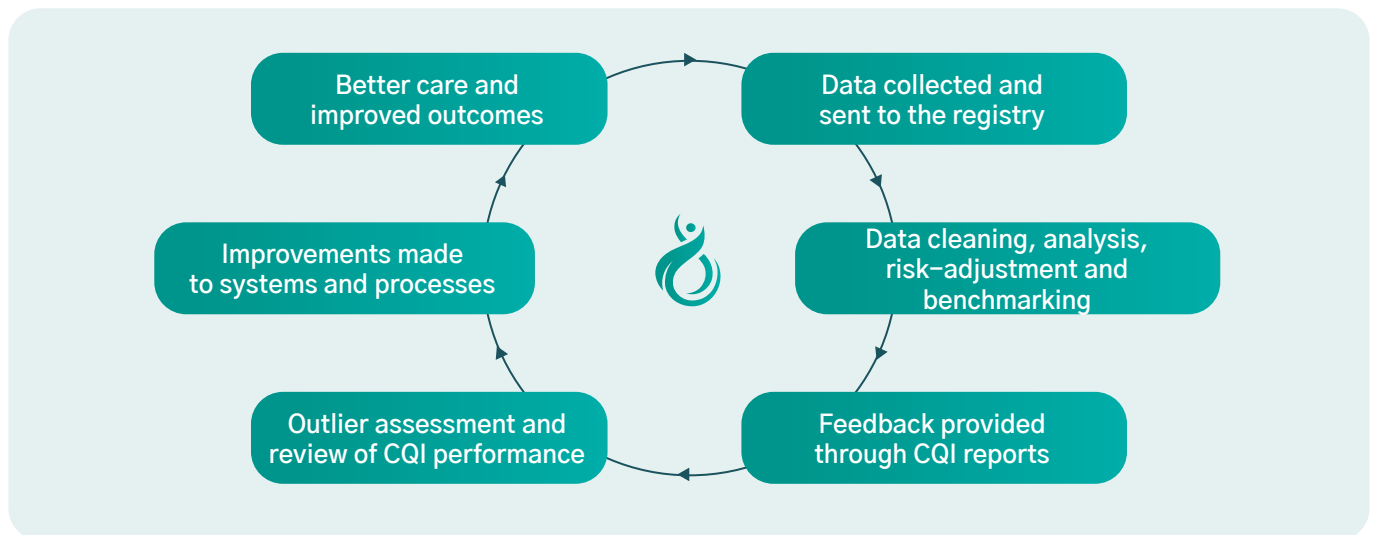 Better care and
improved outcomes
Data collected and
sent to the registry
Improvements made
to systems and processes
Data cleaning, analysis,
risk-adjustment and
benchmarking
Outlier assessment and
review of CQI performance
Feedback provided
through CQI reports